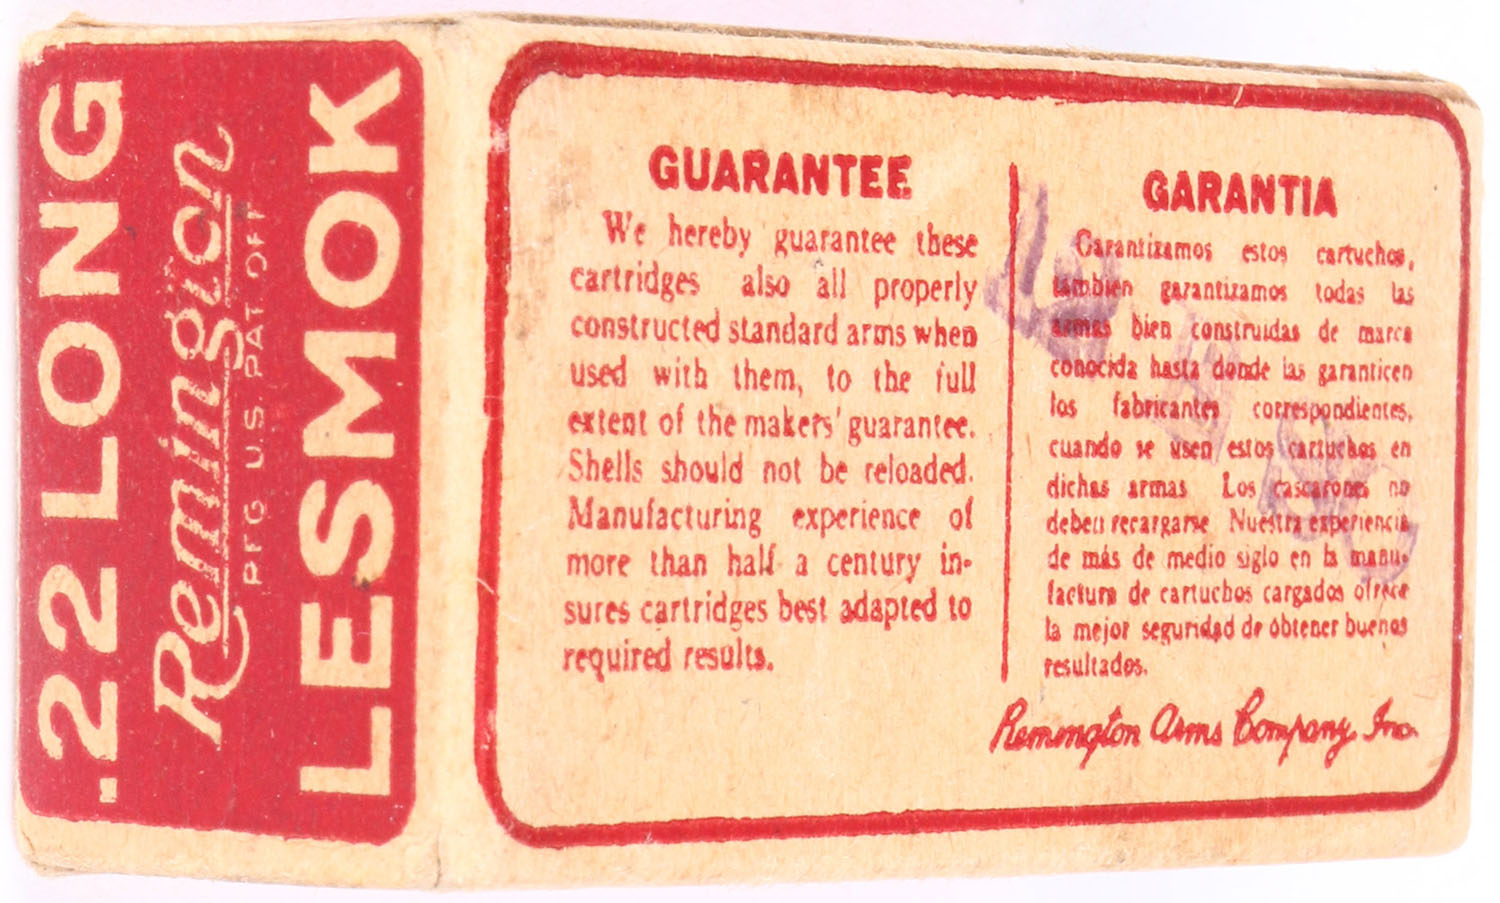 .22 LONG
Remington
REG U.S. PAT OFF
LESMOK
GUARANTEE
We hereby guarantee these
cartridges also all properly
constructed standard arms when
used with them, to the full
extent of the makers' guarantee.
Shells should not be reloaded.
Manufacturing experience of
more than half a century in-
sures cartridges best adapted to
required results.
GARANTIA
Garantizamos estos cartuchos,
tambien garantizamos todas las
armas bien construidas de marca
conocida hasta donde las garanticen
los fabricantes correspondientes,
cuando se usen estos cartuchos en
dichas armas Los cascarones no
deben recargarse Nuestra experiencia
de más de medio siglo en la manu-
factura de cartuchos cargados ofrece
la mejor seguridad de obtener buenos
resultados.
Remington Arms Company, Inc.